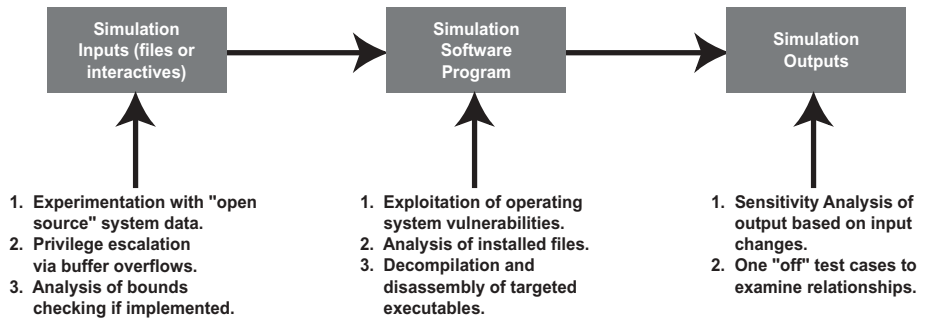 Simulation
Inputs (files or
interactives)
Simulation
Software
Program
Simulation
Outputs
1. Experimentation with "open
source" system data.
2. Privilege escalation
via buffer overflows.
3. Analysis of bounds
checking if implemented.
1. Exploitation of operating
system vulnerabilities.
2. Analysis of installed files.
3. Decompilation and
disassembly of targeted
executables.
1. Sensitivity Analysis of
output based on input
changes.
2. One "off" test cases to
examine relationships.